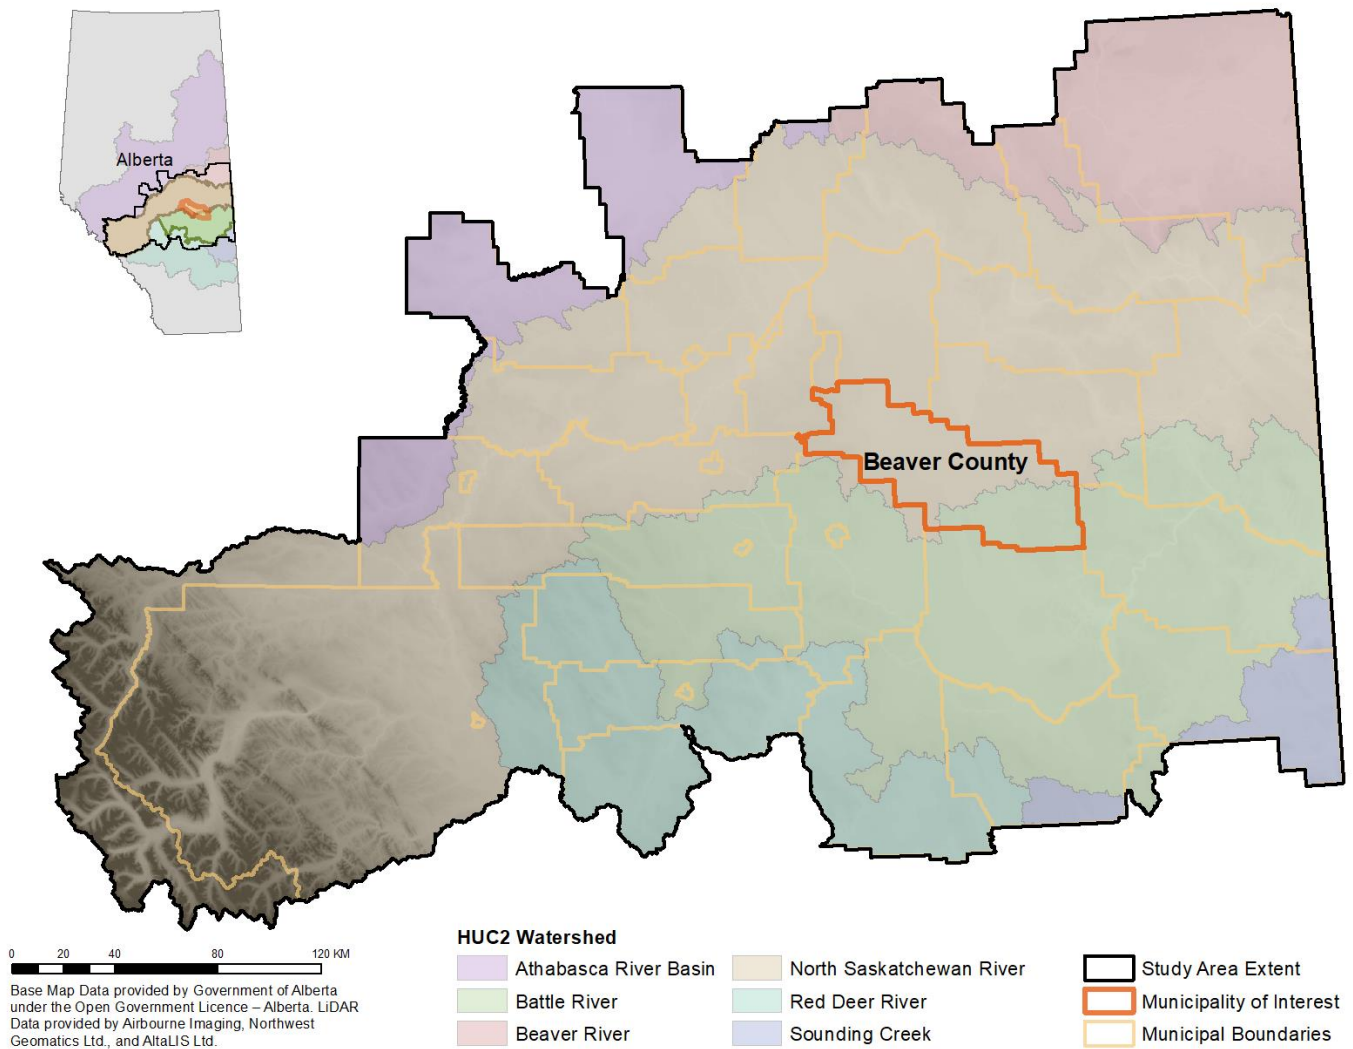 Alberta
Beaver County
0 20 40 80 120 KM
Base Map Data provided by Government of Alberta
under the Open Government Licence – Alberta. LiDAR
Data provided by Airbourne Imaging, Northwest
Geomatics Ltd., and AltaLIS Ltd.
HUC2 Watershed
Athabasca River Basin
Battle River
Beaver River
North Saskatchewan River
Red Deer River
Sounding Creek
Study Area Extent
Municipality of Interest
Municipal Boundaries